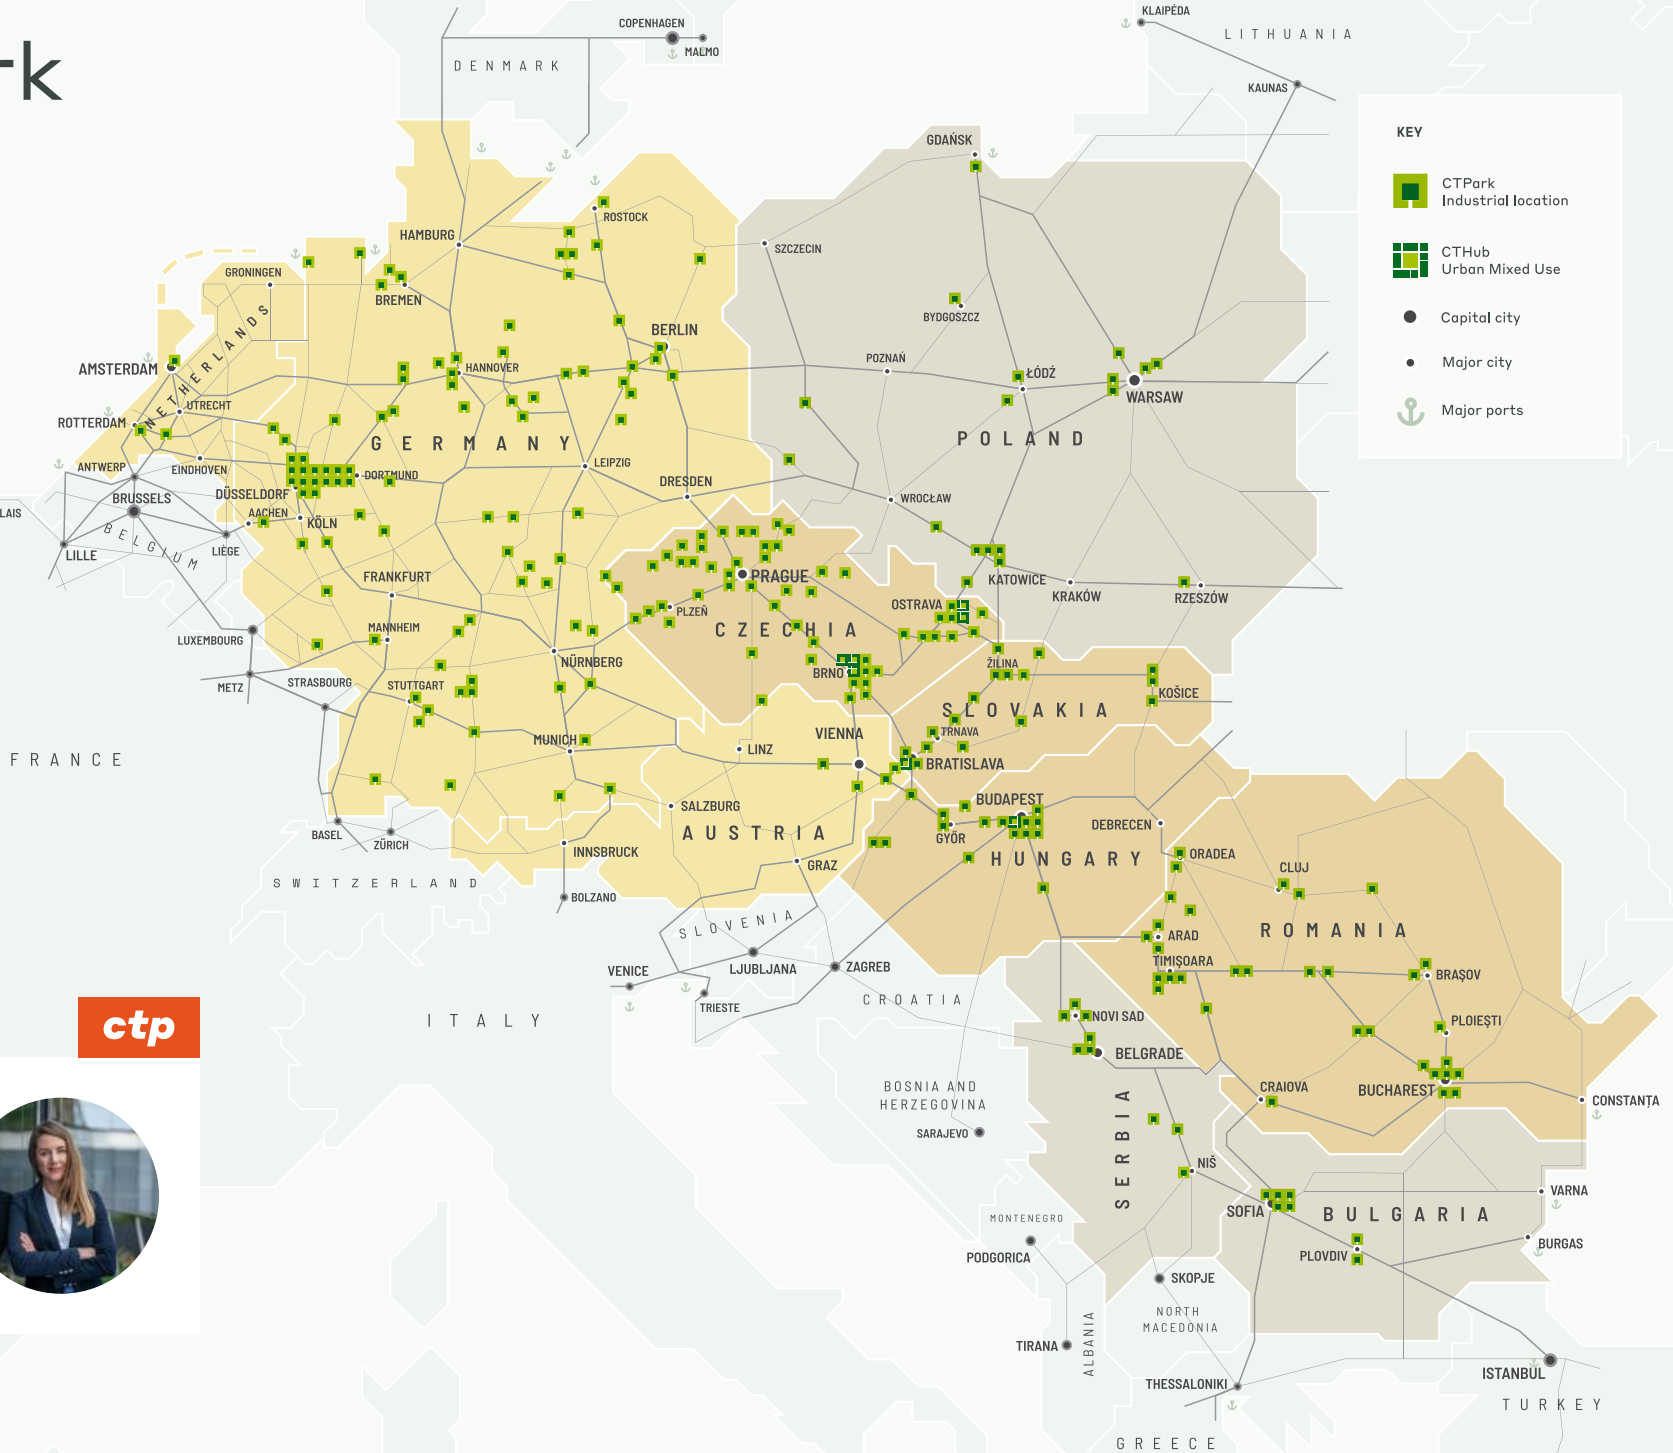 rk
KLAIPĖDA
LITHUANIA
COPENHAGEN
MALMO
DENMARK
KAUNAS
KEY
CTPark
Industrial location
CTHub
Urban Mixed Use
Capital city
Major city
Major ports
GDAŃSK
ROSTOCK
HAMBURG
SZCZECIN
GRONINGEN
BREMEN
BYDGOSZCZ
BERLIN
NETHERLANDS
AMSTERDAM
HANNOVER
POZNAŃ
ŁÓDŹ
WARSAW
UTRECHT
ROTTERDAM
GERMANY
POLAND
ANTWERP
EINDHOVEN
DORTMUND
LEIPZIG
DRESDEN
BRUSSELS
DÜSSELDORF
WROCŁAW
LAIS
AACHEN
KÖLN
BELGIUM
LIÈGE
LILLE
FRANKFURT
PRAGUE
KATOWICE
KRAKÓW
RZESZÓW
OSTRAVA
PLZEŇ
CZECHIA
LUXEMBOURG
MANNHEIM
NÜRNBERG
ŽILINA
BRNO
METZ
STRASBOURG
STUTTGART
KOŠICE
SLOVAKIA
TRNAVA
VIENNA
MUNICH
LINZ
FRANCE
BRATISLAVA
SALZBURG
BUDAPEST
BASEL
ZÜRICH
AUSTRIA
GYŐR
DEBRECEN
INNSBRUCK
GRAZ
HUNGARY
ORADEA
CLUJ
SWITZERLAND
BOLZANO
SLOVENIA
ROMANIA
ARAD
TIMIŞOARA
BRAŞOV
VENICE
LJUBLJANA
ZAGREB
TRIESTE
CROATIA
ITALY
NOVI SAD
PLOIEŞTI
ctp
BELGRADE
BOSNIA AND
HERZEGOVINA
CRAIOVA
BUCHAREST
CONSTANŢA
SARAJEVO
SERBIA
NIŠ
VARNA
SOFIA
BULGARIA
MONTENEGRO
PODGORICA
PLOVDIV
BURGAS
SKOPJE
NORTH
MACEDONIA
TIRANA
ALBANIA
ISTANBUL
THESSALONIKI
TURKEY
GREECE